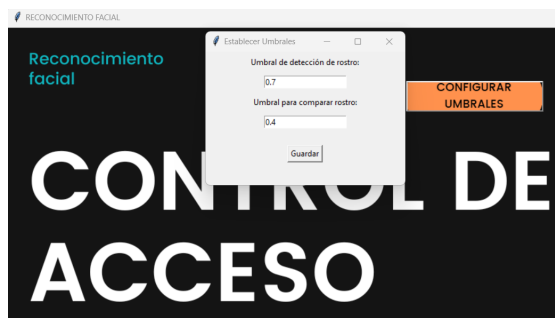 RECONOCIMIENTO FACIAL
Reconocimiento
facial
Establecer Umbrales
Umbral de detección de rostro:
0.7
Umbral para comparar rostro:
0.4
Guardar
CONFIGURAR
UMBRALES
CONTROL DE
ACCESO